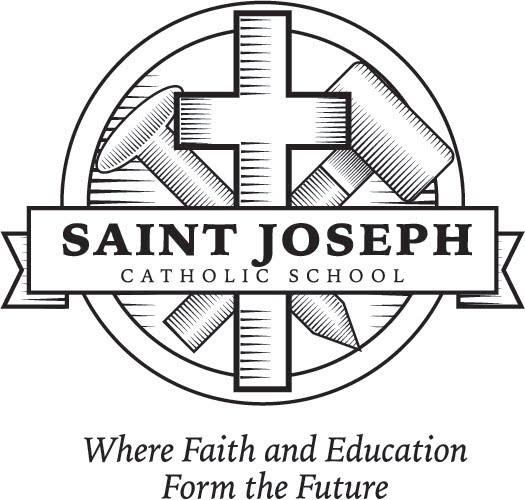 SAINT JOSEPH
CATHOLIC SCHOOL
Where Faith and Education
Form the Future